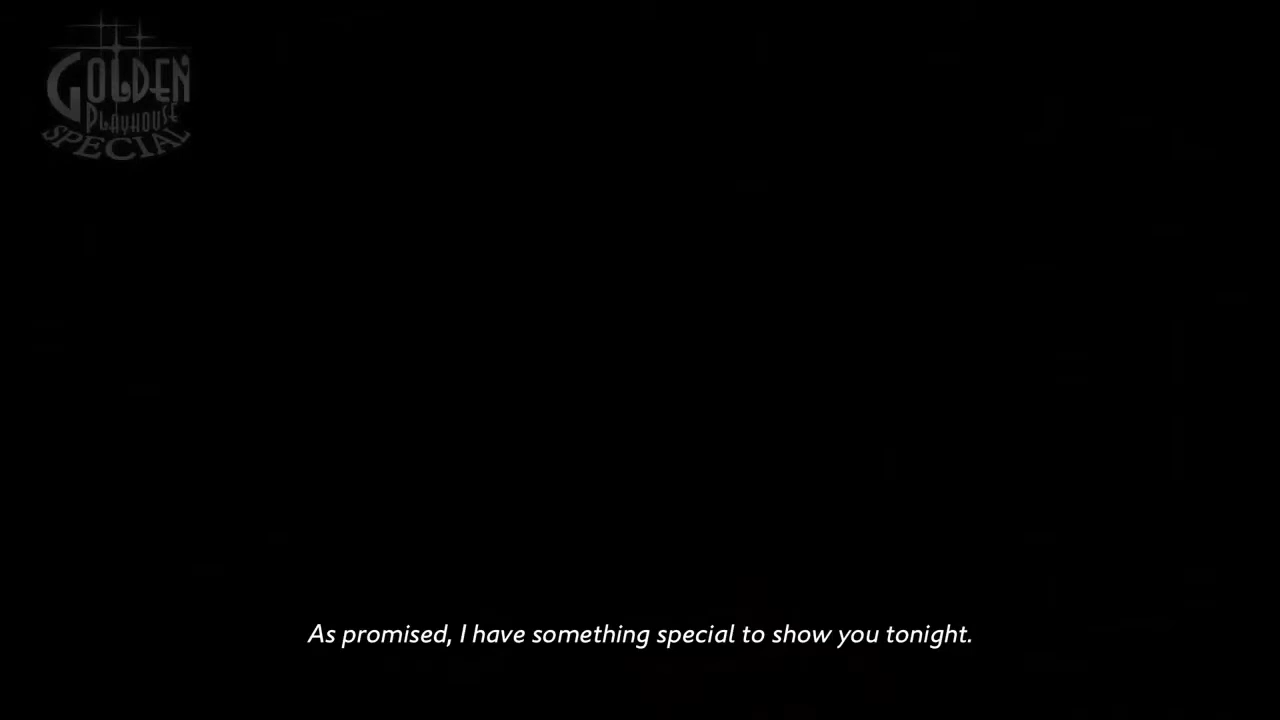 GOLDEN
PLAYHOUSE
SPECIAL
As promised, I have something special to show you tonight.